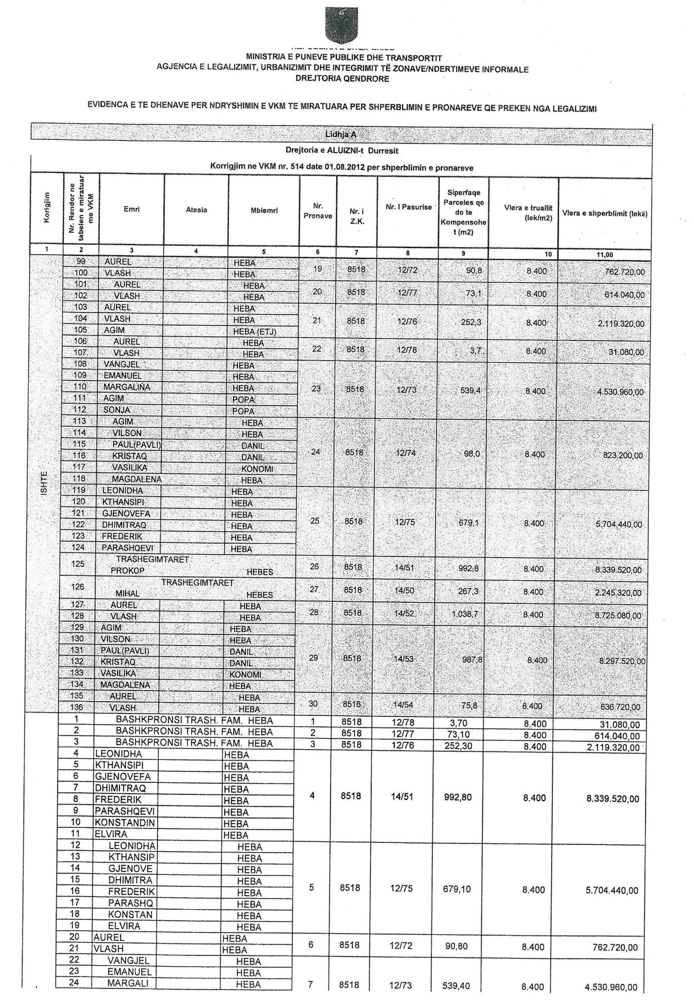 MINISTRIA E PUNEVE PUBLIKE DHE TRANSPORTIT
AGJENCIA E LEGALIZIMIT, URBANIZIMIT DHE INTEGRIMIT TË ZONAVE/NDERTIMEVE INFORMALE
DREJTORIA QENDRORE
EVIDENCA E TE DHENAVE PER NDRYSHIMIN E VKM TE MIRATUARA PER SHPERBLIMIN E PRONAREVE QE PREKEN NGA LEGALIZIMI
Lidhja A
Drejtoria e ALUIZNI-t Durresit
Korrigjim ne VKM nr. 514 date 01.08.2012 per shperblimin e pronareve
Korigjim
Nr. Rendor ne tabelen e miratuar me VKM
Emri
Atesia
Mbiemri
Nr. Pronave
Nr. i Z.K.
Nr. I Pasurise
Siperfaqe Parceles qe do te Kompensohet (m2)
Vlera e truallit (lek/m2)
Vlera e shperblimit (lekë)
1 2 3 4 5 6 7 8 9 10 11,00
ISHTE
99 AUREL HEBA 19 8518 12/72 90,8 8.400 762.720,00
100 VLASH HEBA
101 AUREL HEBA 20 8518 12/77 73,1 8.400 614.040,00
102 VLASH HEBA
103 AUREL HEBA
104 VLASH HEBA 21 8518 12/76 252,3 8.400 2.119.320,00
105 AGIM HEBA (ETJ)
106 AUREL HEBA 22 8518 12/78 3,7 8.400 31.080,00
107 VLASH HEBA
108 VANGJEL HEBA
109 EMANUEL HEBA
110 MARGALINA HEBA 23 8518 12/73 539,4 8.400 4.530.960,00
111 AGIM POPA
112 SONJA POPA
113 AGIM HEBA
114 VILSON HEBA
115 PAUL(PAVLI) DANIL
116 KRISTAQ DANIL 24 8518 12/74 98,0 8.400 823.200,00
117 VASILIKA KONOMI
118 MAGDALENA HEBA
119 LEONIDHA HEBA
120 KTHANSIPI HEBA
121 GJENOVEFA HEBA
122 DHIMITRAQ HEBA 25 8518 12/75 679,1 8.400 5.704.440,00
123 FREDERIK HEBA
124 PARASHQEVI HEBA
125 TRASHEGIMTARET PROKOP HEBES 26 8518 14/51 992,8 8.400 8.339.520,00
126 TRASHEGIMTARET MIHAL HEBES 27 8518 14/50 267,3 8.400 2.245.320,00
127 AUREL HEBA 28 8518 14/52 1.038,7 8.400 8.725.080,00
128 VLASH HEBA
129 AGIM HEBA
130 VILSON HEBA
131 PAUL(PAVLI) DANIL
132 KRISTAQ DANIL 29 8518 14/53 987,8 8.400 8.297.520,00
133 VASILIKA KONOMI
134 MAGDALENA HEBA
135 AUREL HEBA 30 8518 14/54 75,8 8.400 636.720,00
136 VLASH HEBA
1 BASHKPRONSI TRASH. FAM. HEBA 1 8518 12/78 3,70 8.400 31.080,00
2 BASHKPRONSI TRASH. FAM. HEBA 2 8518 12/77 73,10 8.400 614.040,00
3 BASHKPRONSI TRASH. FAM. HEBA 3 8518 12/76 252,30 8.400 2.119.320,00
4 LEONIDHA HEBA
5 KTHANSIPI HEBA
6 GJENOVEFA HEBA
7 DHIMITRAQ HEBA
8 FREDERIK HEBA 4 8518 14/51 992,80 8.400 8.339.520,00
9 PARASHQEVI HEBA
10 KONSTANDIN HEBA
11 ELVIRA HEBA
12 LEONIDHA HEBA
13 KTHANSIP HEBA
14 GJENOVE HEBA
15 DHIMITRA HEBA
16 FREDERIK HEBA 5 8518 12/75 679,10 8.400 5.704.440,00
17 PARASHQ HEBA
18 KONSTAN HEBA
19 ELVIRA HEBA
20 AUREL HEBA 6 8518 12/72 90,80 8.400 762.720,00
21 VLASH HEBA
22 VANGJEL HEBA
23 EMANUEL HEBA
24 MARGALI HEBA 7 8518 12/73 539,40 8.400 4.530.960,00